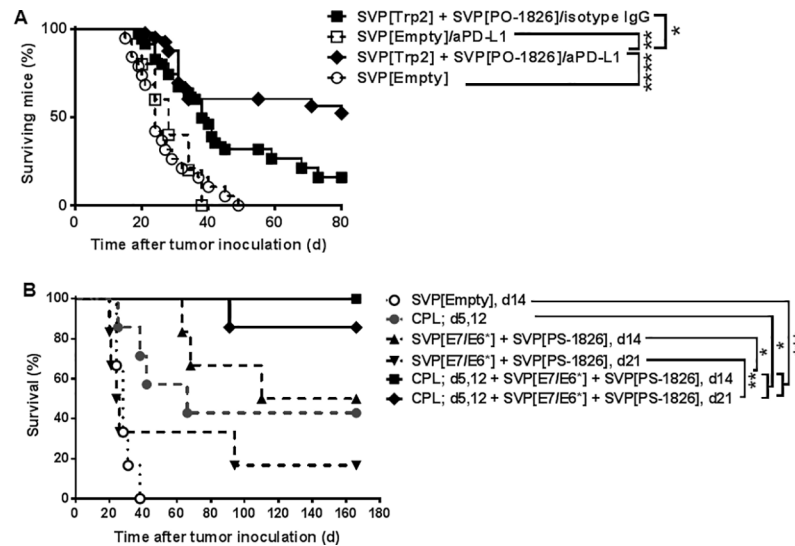 A
SVP[Trp2] + SVP[PO-1826]/isotype IgG
SVP[Empty]/aPD-L1
SVP[Trp2] + SVP[PO-1826]/aPD-L1
SVP[Empty]
*
**
****
Surviving mice (%)
100
50
0
0 20 40 60 80
Time after tumor inoculation (d)
B
SVP[Empty], d14
CPL; d5,12
SVP[E7/E6*] + SVP[PS-1826], d14
SVP[E7/E6*] + SVP[PS-1826], d21
CPL; d5,12 + SVP[E7/E6*] + SVP[PS-1826], d14
CPL; d5,12 + SVP[E7/E6*] + SVP[PS-1826], d21
**
*
*
Survival (%)
100
80
60
40
20
0
0 20 40 60 80 100 120 140 160 180
Time after tumor inoculation (d)